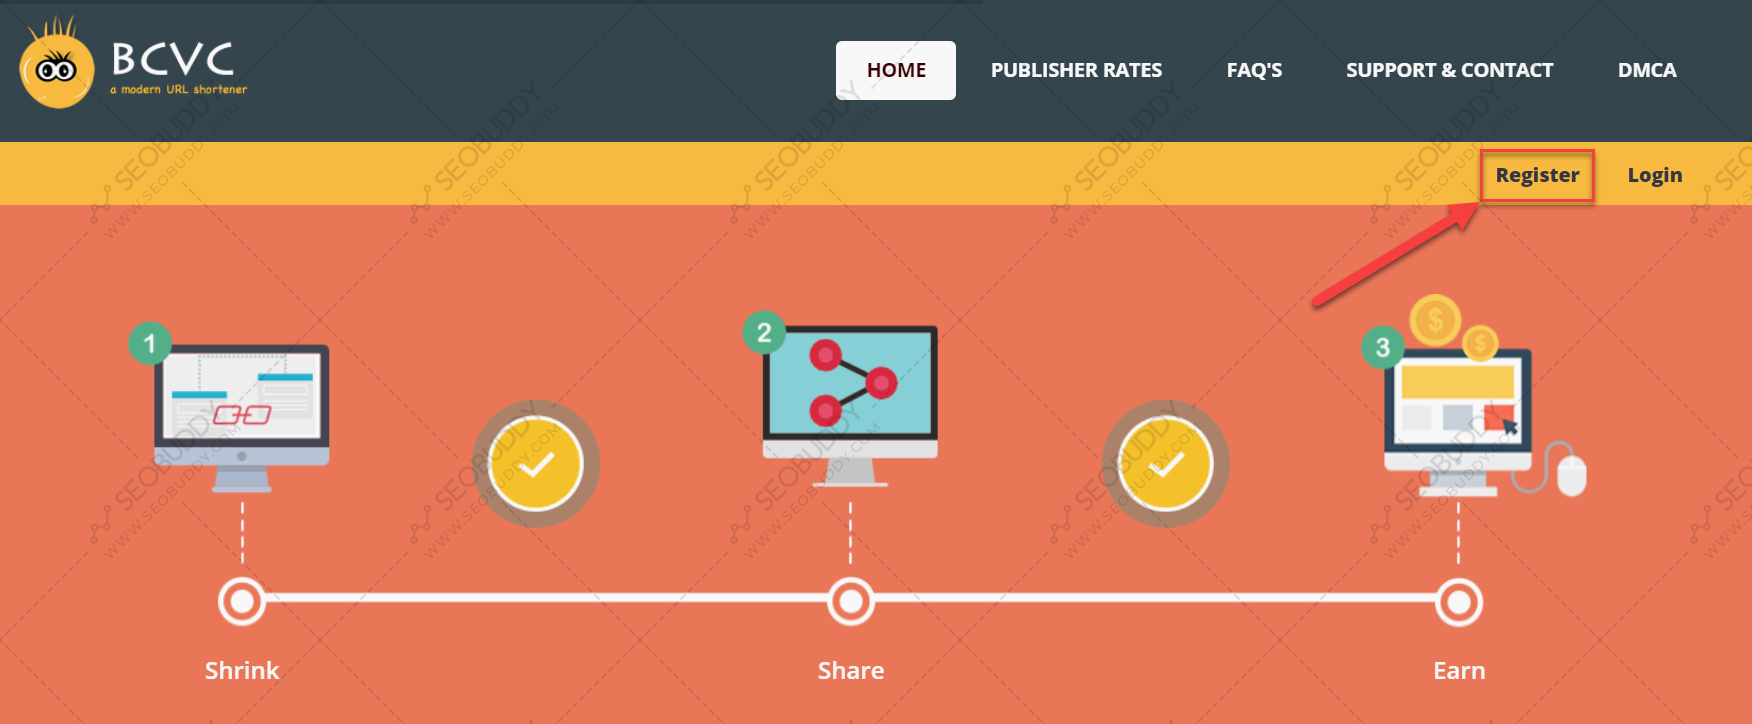 BCVC
a modern URL shortener
HOME
PUBLISHER RATES
FAQ'S
SUPPORT & CONTACT
DMCA
Register
Login
1
2
3
$
$
Shrink
Share
Earn
SEOBUDDY
WWW.SEOBUDDY.COM